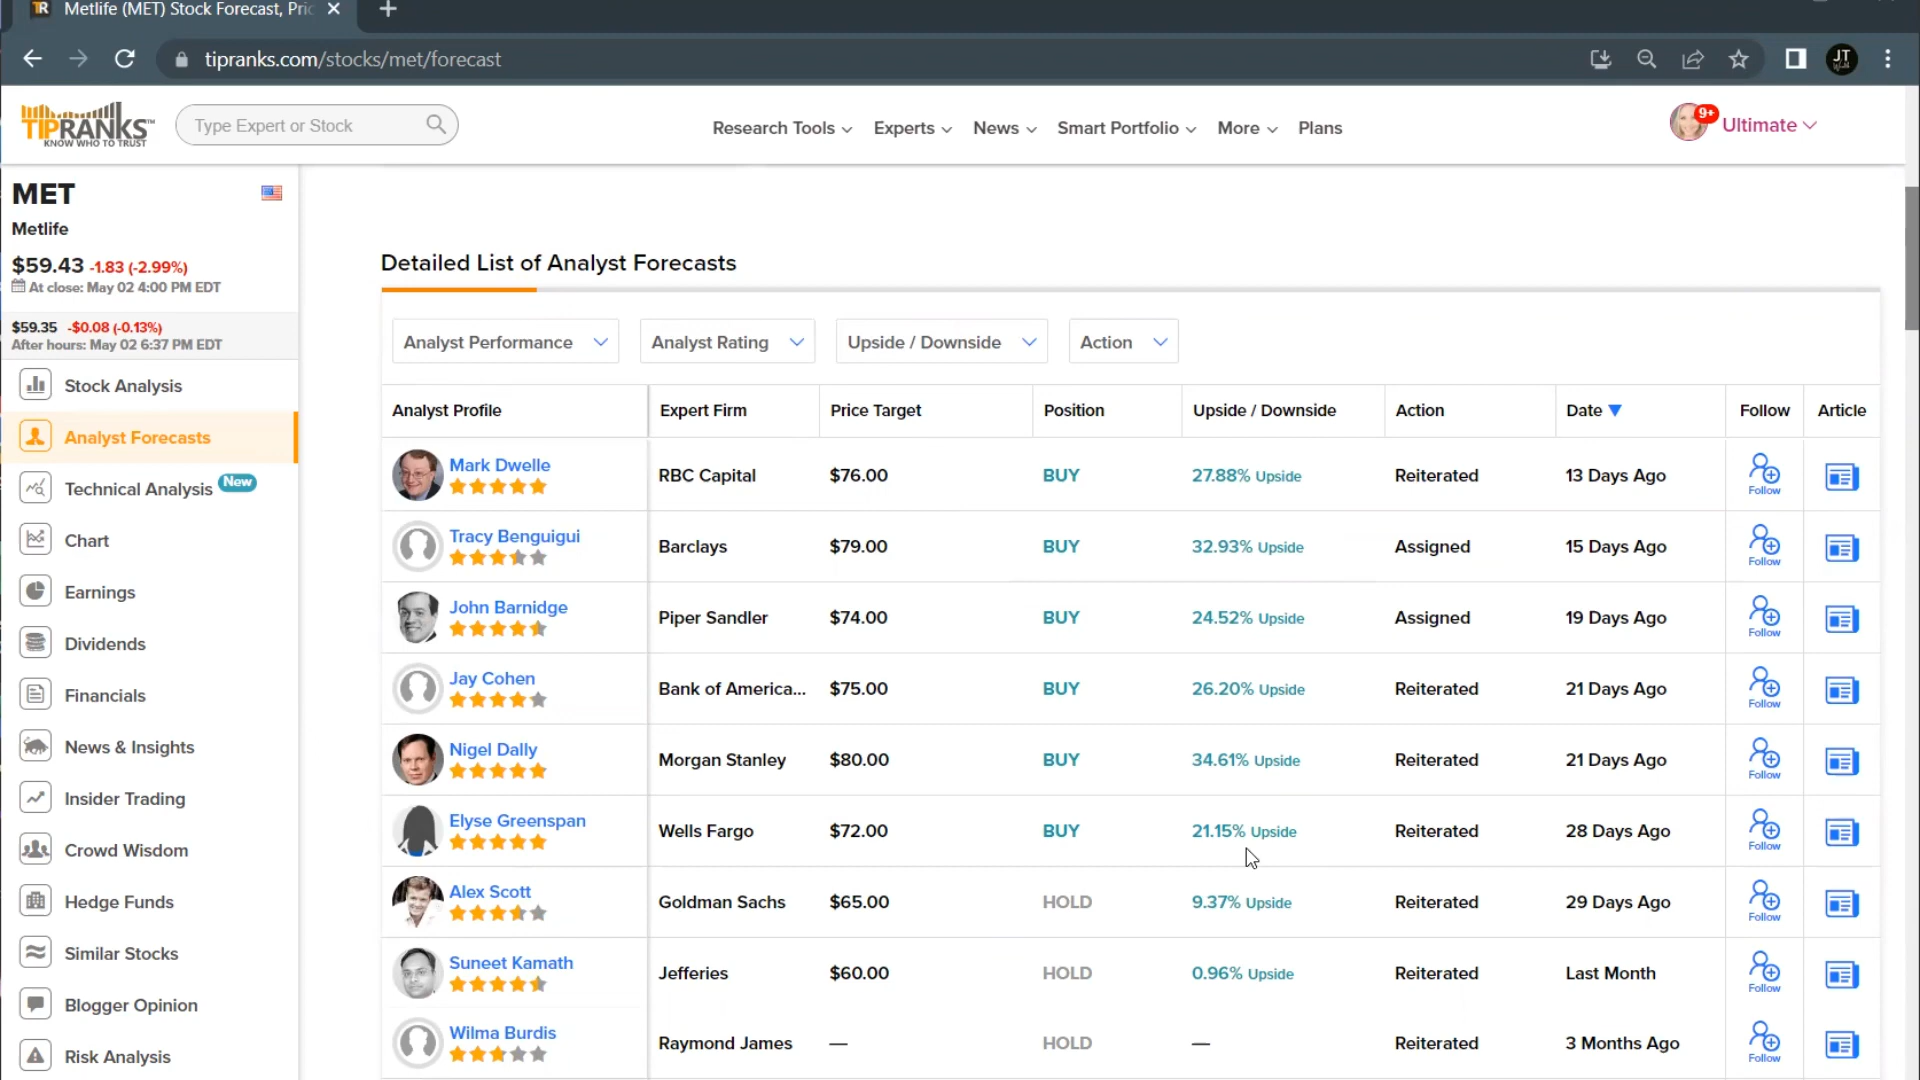 Metlife (MET) Stock Forecast, Pric
tipranks.com/stocks/met/forecast
JT
TIPRANKS™
KNOW WHO TO TRUST
Type Expert or Stock
Research Tools Experts News Smart Portfolio More Plans
9+ Ultimate
MET
Metlife
$59.43 -1.83 (-2.99%)
At close: May 02 4:00 PM EDT
$59.35 -$0.08 (-0.13%)
After hours: May 02 6:37 PM EDT
Stock Analysis
Analyst Forecasts
Technical Analysis New
Chart
Earnings
Dividends
Financials
News & Insights
Insider Trading
Crowd Wisdom
Hedge Funds
Similar Stocks
Blogger Opinion
Risk Analysis
Detailed List of Analyst Forecasts
Analyst Performance Analyst Rating Upside / Downside Action
Analyst Profile Expert Firm Price Target Position Upside / Downside Action Date ▼ Follow Article
Mark Dwelle RBC Capital $76.00 BUY 27.88% Upside Reiterated 13 Days Ago Follow
Tracy Benguigui Barclays $79.00 BUY 32.93% Upside Assigned 15 Days Ago Follow
John Barnidge Piper Sandler $74.00 BUY 24.52% Upside Assigned 19 Days Ago Follow
Jay Cohen Bank of America... $75.00 BUY 26.20% Upside Reiterated 21 Days Ago Follow
Nigel Dally Morgan Stanley $80.00 BUY 34.61% Upside Reiterated 21 Days Ago Follow
Elyse Greenspan Wells Fargo $72.00 BUY 21.15% Upside Reiterated 28 Days Ago Follow
Alex Scott Goldman Sachs $65.00 HOLD 9.37% Upside Reiterated 29 Days Ago Follow
Suneet Kamath Jefferies $60.00 HOLD 0.96% Upside Reiterated Last Month Follow
Wilma Burdis Raymond James — HOLD — Reiterated 3 Months Ago Follow